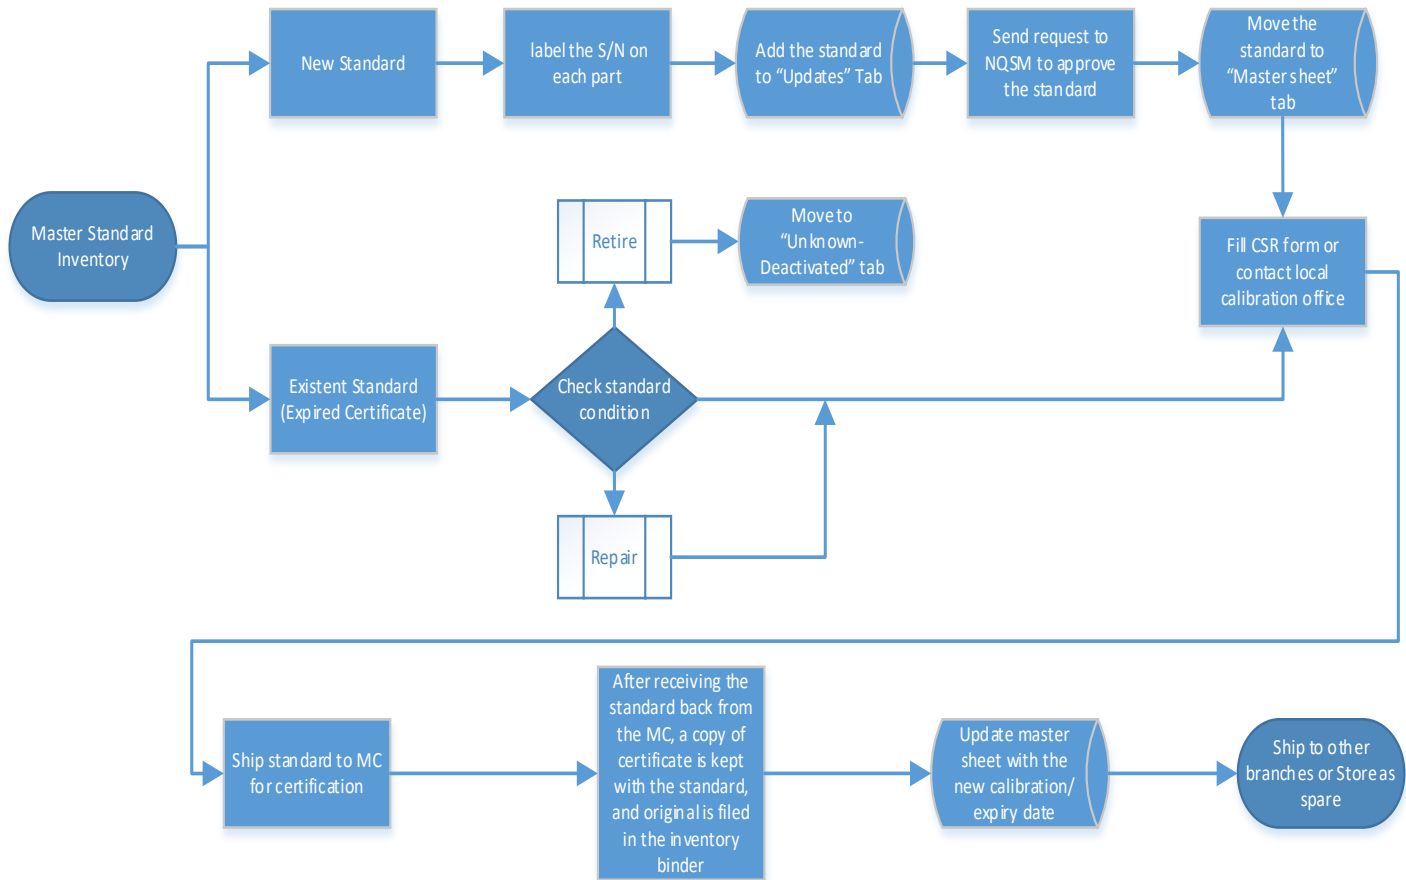 New Standard
label the S/N on
each part
Add the standard
to “Updates” Tab
Send request to
NQSM to approve
the standard
Move the
standard to
“Master sheet”
tab
Master Standard
Inventory
Retire
Move to
“Unknown-
Deactivated” tab
Fill CSR form or
contact local
calibration office
Existent Standard
(Expired Certificate)
Check standard
condition
Repair
Ship standard to MC
for certification
After receiving the
standard back from
the MC, a copy of
certificate is kept
with the standard,
and original is filed
in the inventory
binder
Update master
sheet with the
new calibration/
expiry date
Ship to other
branches or Store as
spare